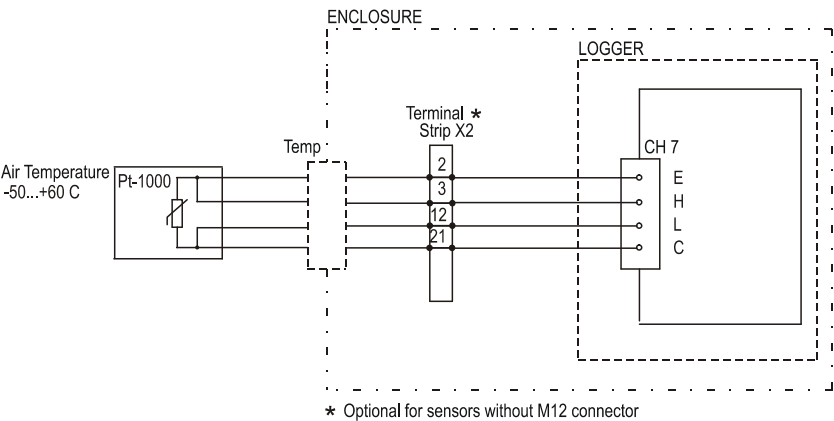 ENCLOSURE
LOGGER
Terminal *
Strip X2
Temp
CH 7
Air Temperature
-50...+60 C
Pt-1000
2
3
12
21
E
H
L
C
* Optional for sensors without M12 connector